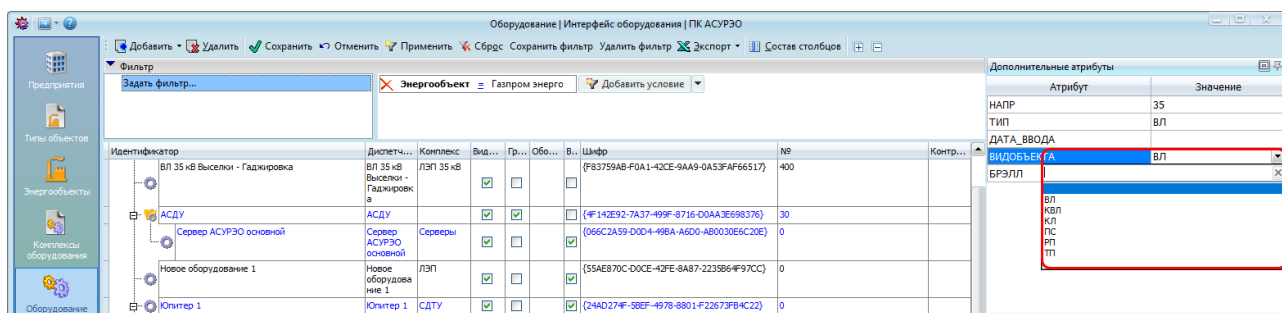 Оборудование | Интерфейс оборудования | ПК АСУРЭО
Добавить Удалить Сохранить Отменить Применить Сброс Сохранить фильтр Удалить фильтр Экспорт Состав столбцов
Фильтр
Задать фильтр...
Энергообъект = Газпром энерго
Добавить условие
Идентификатор Диспетч... Комплекс Вид... Гр... Обо... В.. Шифр № Контр...
ВЛ 35 кВ Выселки - Гаджировка ВЛ 35 кВ ЛЭП 35 кВ {F83759AB-F0A1-42CE-9AA9-0A53FAF66517} 400
Выселки -
Гаджировк
а
АСДУ АСДУ {4F142E92-7A37-499F-8716-D0AA3E698376} 30
Сервер АСУРЭО основной Сервер Серверы {066C2A59-D0D4-49BA-A6D0-AB0030E6C20E} 0
АСУРЭО
основной
Новое оборудование 1 Новое ЛЭП {55AE870C-D0CE-42FE-8A87-2235B64F97CC} 0
оборудова
ние 1
Юпитер 1 Юпитер 1 СДТУ {24AD274F-5BEF-4978-8801-F22673FB4C22} 0
Предприятия
Типы объектов
Энергообъекты
Комплексы
оборудования
Оборудование
Дополнительные атрибуты
Атрибут Значение
НАПР 35
ТИП ВЛ
ДАТА_ВВОДА
ВИДОБЪЕКТА ВЛ
БРЭЛЛ
ВЛ
КВЛ
КЛ
ПС
РП
ТП